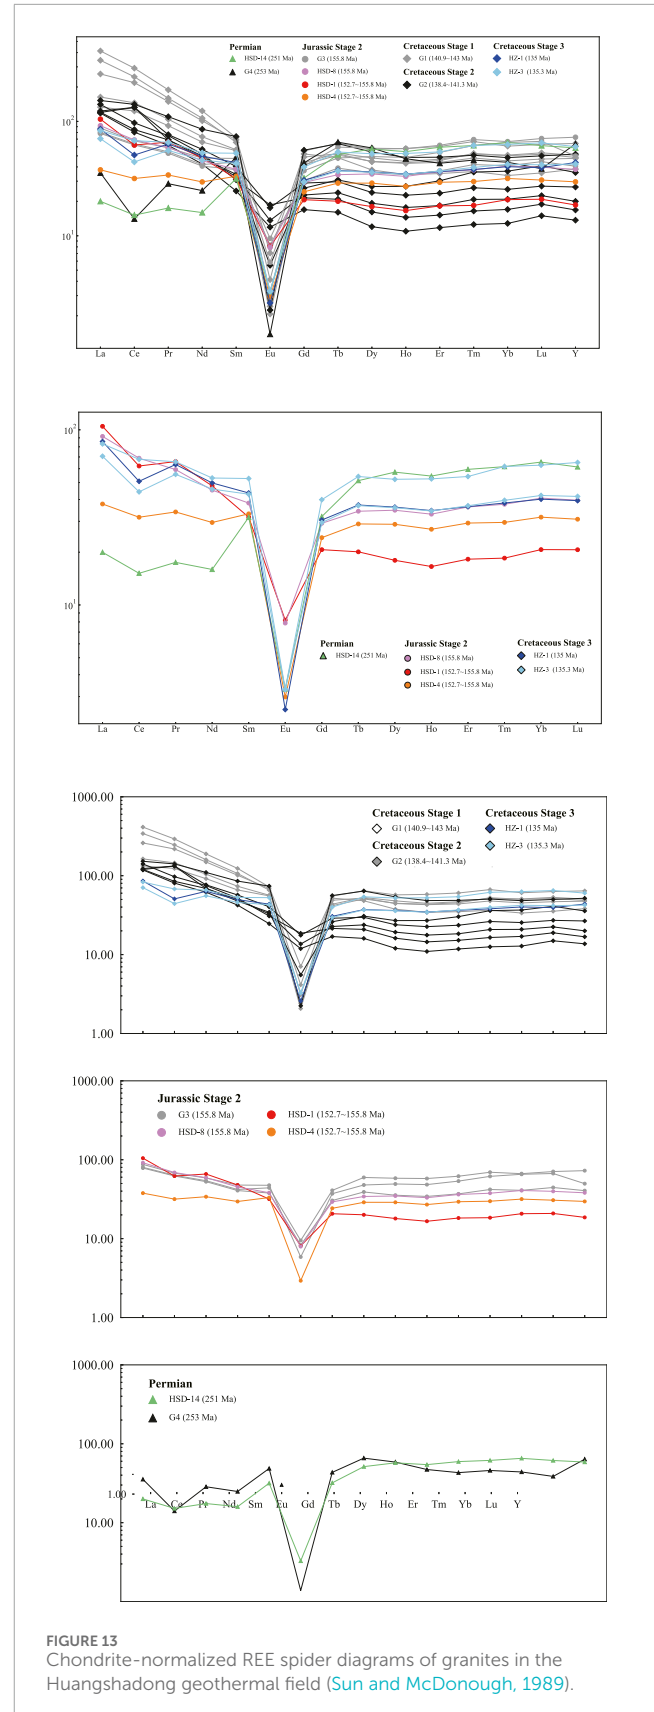 Permian
HSD-14 (251 Ma)
G4 (253 Ma)
Jurassic Stage 2
G3 (155.8 Ma)
HSD-8 (155.8 Ma)
HSD-1 (152.7~155.8 Ma)
HSD-4 (152.7~155.8 Ma)
Cretaceous Stage 1
G1 (140.9~143 Ma)
Cretaceous Stage 2
G2 (138.4~141.3 Ma)
Cretaceous Stage 3
HZ-1 (135 Ma)
HZ-3 (135.3 Ma)
10²
10¹
La Ce Pr Nd Sm Eu Gd Tb Dy Ho Er Tm Yb Lu Y
10²
10¹
Permian
HSD-14 (251 Ma)
Jurassic Stage 2
HSD-8 (155.8 Ma)
HSD-1 (152.7~155.8 Ma)
HSD-4 (152.7~155.8 Ma)
Cretaceous Stage 3
HZ-1 (135 Ma)
HZ-3 (135.3 Ma)
La Ce Pr Nd Sm Eu Gd Tb Dy Ho Er Tm Yb Lu
1000.00
100.00
10.00
1.00
Cretaceous Stage 1
G1 (140.9~143 Ma)
Cretaceous Stage 2
G2 (138.4~141.3 Ma)
Cretaceous Stage 3
HZ-1 (135 Ma)
HZ-3 (135.3 Ma)
1000.00
100.00
10.00
1.00
Jurassic Stage 2
G3 (155.8 Ma)
HSD-8 (155.8 Ma)
HSD-1 (152.7~155.8 Ma)
HSD-4 (152.7~155.8 Ma)
1000.00
100.00
10.00
Permian
HSD-14 (251 Ma)
G4 (253 Ma)
1.00
La Ce Pr Nd Sm Eu Gd Tb Dy Ho Er Tm Yb Lu Y
FIGURE 13
Chondrite-normalized REE spider diagrams of granites in the
Huangshadong geothermal field (Sun and McDonough, 1989).